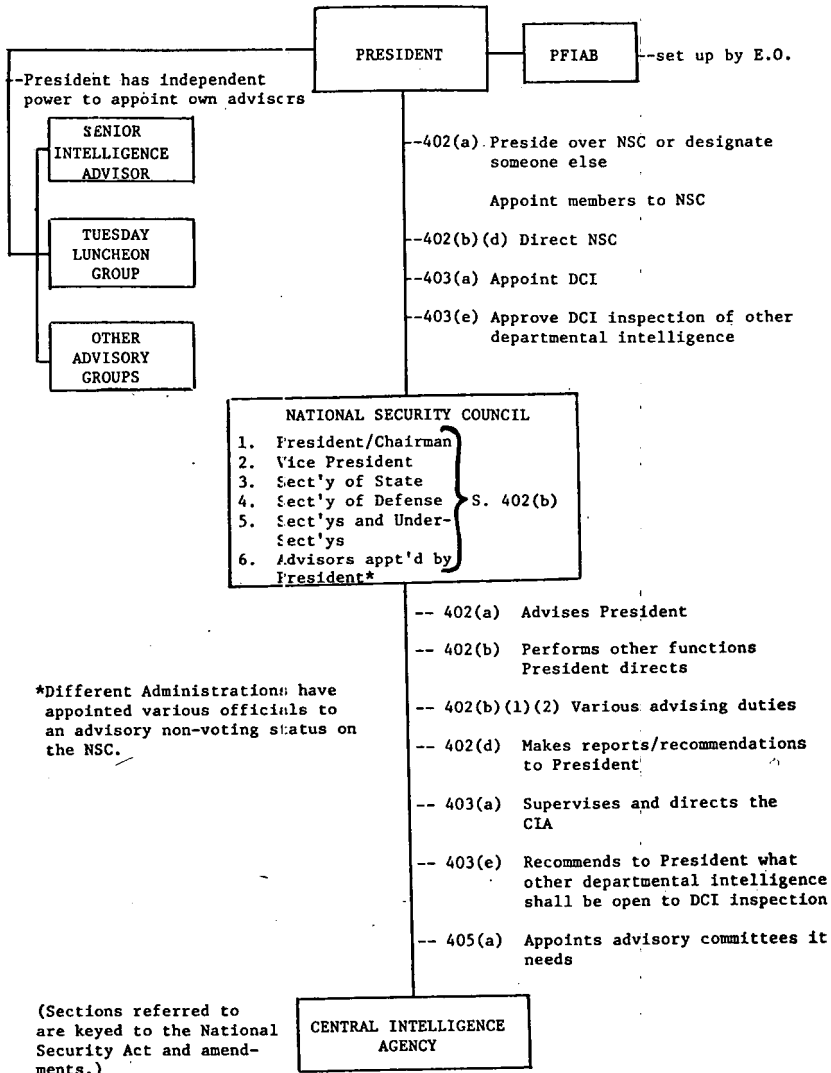 PRESIDENT
PFIAB
--set up by E.O.
--President has independent
power to appoint own advisers
SENIOR
INTELLIGENCE
ADVISOR
TUESDAY
LUNCHEON
GROUP
OTHER
ADVISORY
GROUPS
--402(a) Preside over NSC or designate
someone else
Appoint members to NSC
--402(b)(d) Direct NSC
--403(a) Appoint DCI
--403(e) Approve DCI inspection of other
departmental intelligence
NATIONAL SECURITY COUNCIL
1. President/Chairman
2. Vice President
3. Sect'y of State
4. Sect'y of Defense
5. Sect'ys and Under-
Sect'ys
6. Advisors appt'd by
President*
S. 402(b)
-- 402(a) Advises President
-- 402(b) Performs other functions
President directs
-- 402(b)(1)(2) Various advising duties
-- 402(d) Makes reports/recommendations
to President
-- 403(a) Supervises and directs the
CIA
-- 403(e) Recommends to President what
other departmental intelligence
shall be open to DCI inspection
-- 405(a) Appoints advisory committees it
needs
*Different Administrations have
appointed various officials to
an advisory non-voting status on
the NSC.
(Sections referred to
are keyed to the National
Security Act and amend-
ments.)
CENTRAL INTELLIGENCE
AGENCY